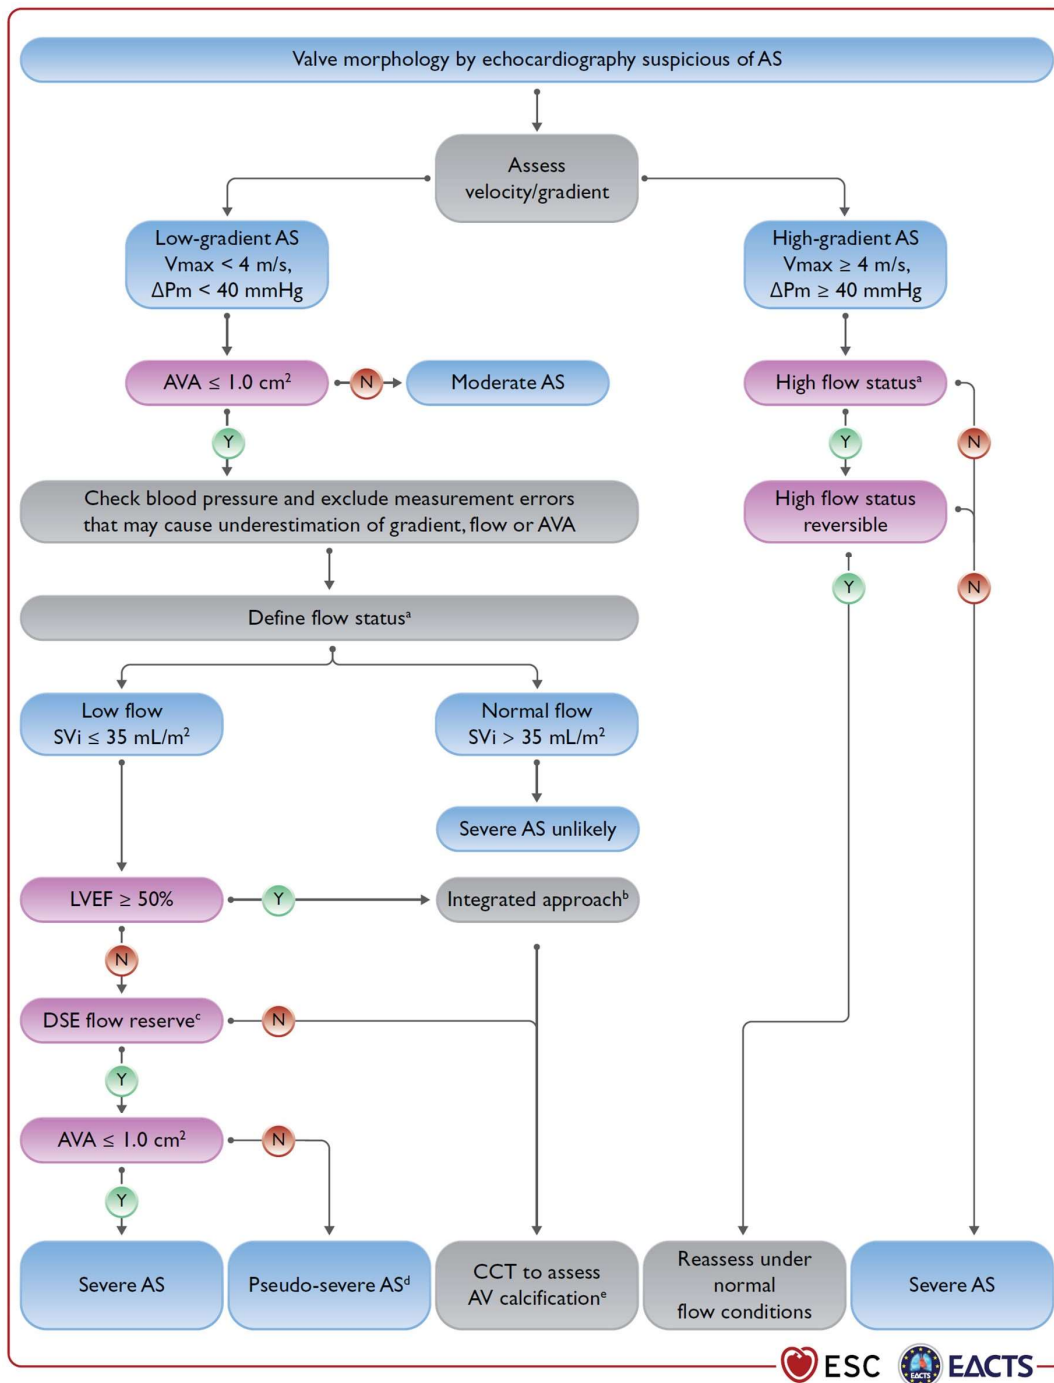 Valve morphology by echocardiography suspicious of AS
Assess
velocity/gradient
Low-gradient AS
Vmax < 4 m/s,
ΔPm < 40 mmHg
High-gradient AS
Vmax ≥ 4 m/s,
ΔPm ≥ 40 mmHg
AVA ≤ 1.0 cm²
N
Moderate AS
High flow statusᵃ
Y
Y
N
Check blood pressure and exclude measurement errors
that may cause underestimation of gradient, flow or AVA
High flow status
reversible
Y
N
Define flow statusᵃ
Low flow
SVi ≤ 35 mL/m²
Normal flow
SVi > 35 mL/m²
Severe AS unlikely
LVEF ≥ 50%
Y
Integrated approachᵇ
N
DSE flow reserveᶜ
N
Y
AVA ≤ 1.0 cm²
N
Y
Severe AS
Pseudo-severe ASᵈ
CCT to assess
AV calcificationᵉ
Reassess under
normal
flow conditions
Severe AS
ESC
EACTS
EACTS